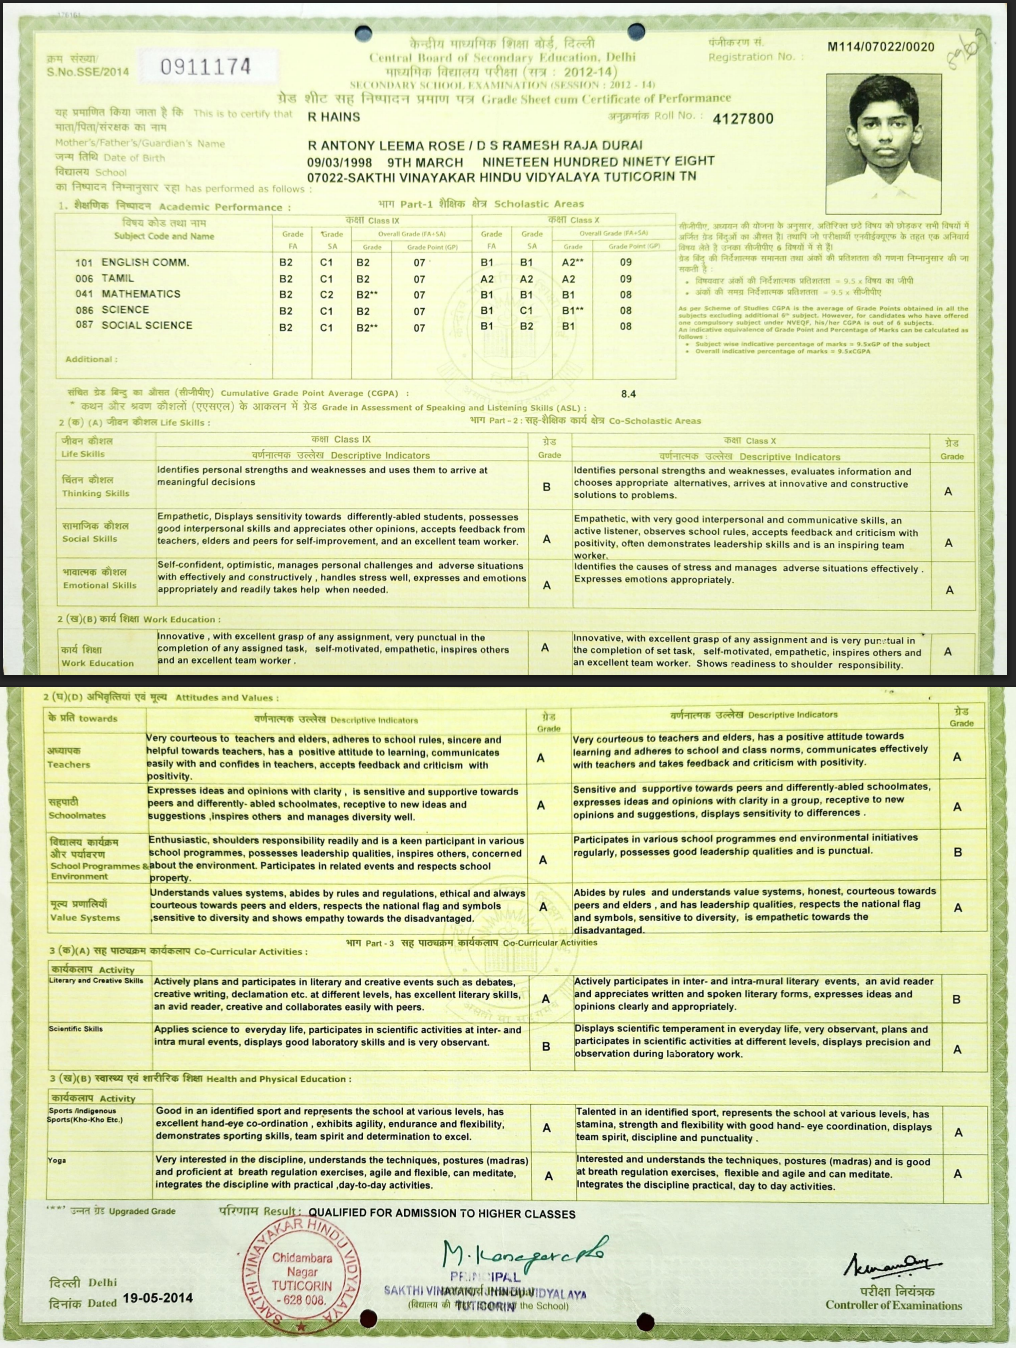 क्रम संख्या/
S.No.SSE/2014
0911174
केन्द्रीय माध्यमिक शिक्षा बोर्ड, दिल्ली
Central Board of Secondary Education, Delhi
माध्यमिक विद्यालय परीक्षा (सत्र : 2012-14)
SECONDARY SCHOOL EXAMINATION (SESSION : 2012 - 14)
ग्रेड शीट सह निष्पादन प्रमाण पत्र Grade Sheet cum Certificate of Performance
पंजीकरण सं.
Registration No. :
M114/07022/0020
यह प्रमाणित किया जाता है कि This is to certify that R HAINS
अनुक्रमांक Roll No. : 4127800
माता/पिता/संरक्षक का नाम
Mother's/Father's/Guardian's Name R ANTONY LEEMA ROSE / D S RAMESH RAJA DURAI
जन्म तिथि Date of Birth 09/03/1998 9TH MARCH NINETEEN HUNDRED NINETY EIGHT
विद्यालय School 07022-SAKTHI VINAYAKAR HINDU VIDYALAYA TUTICORIN TN
का निष्पादन निम्नानुसार रहा has performed as follows :
1. शैक्षणिक निष्पादन Academic Performance : भाग Part-1 शैक्षिक क्षेत्र Scholastic Areas
विषय कोड तथा नाम कक्षा Class IX कक्षा Class X
Subject Code and Name
Grade *Grade Overall Grade (FA+SA) Grade Grade Overall Grade (FA+SA)
FA SA Grade Grade Point (GP) FA SA Grade Grade Point(GP)
101 ENGLISH COMM. B2 C1 B2 07 B1 B1 A2** 09
006 TAMIL B2 C1 B2 07 A2 A2 A2 09
041 MATHEMATICS B2 C2 B2** 07 B1 B1 B1 08
086 SCIENCE B2 C1 B2 07 B1 C1 B1** 08
087 SOCIAL SCIENCE B2 C1 B2** 07 B1 B2 B1 08
Additional :
As per Scheme of Studies CGPA is the average of Grade Points obtained in all the
subjects excluding additional 6th subject. However, for candidates who have offered
one compulsory subject under NVEQF, his/her CGPA is out of 6 subjects.
An indicative equivalence of Grade Point and Percentage of Marks can be calculated as
follows :
• Subject wise indicative percentage of marks = 9.5xGP of the subject
• Overall indicative percentage of marks = 9.5xCGPA
संचित ग्रेड बिन्दु का औसत (सीजीपीए) Cumulative Grade Point Average (CGPA) : 8.4
* कथन और श्रवण कौशलों (एएसएल) के आकलन में ग्रेड Grade in Assessment of Speaking and Listening Skills (ASL) :
2 (क) (A) जीवन कौशल Life Skills : भाग Part - 2 : सह-शैक्षिक कार्य क्षेत्र Co-Scholastic Areas
जीवन कौशल कक्षा Class IX ग्रेड कक्षा Class X ग्रेड
Life Skills वर्णनात्मक उल्लेख Descriptive Indicators Grade वर्णनात्मक उल्लेख Descriptive Indicators Grade
चिंतन कौशल
Thinking Skills
Identifies personal strengths and weaknesses and uses them to arrive at
meaningful decisions
B
Identifies personal strengths and weaknesses, evaluates information and
chooses appropriate alternatives, arrives at innovative and constructive
solutions to problems.
A
सामाजिक कौशल
Social Skills
Empathetic, Displays sensitivity towards differently-abled students, possesses
good interpersonal skills and appreciates other opinions, accepts feedback from
teachers, elders and peers for self-improvement, and an excellent team worker.
A
Empathetic, with very good interpersonal and communicative skills, an
active listener, observes school rules, accepts feedback and criticism with
positivity, often demonstrates leadership skills and is an inspiring team
worker.
A
भावात्मक कौशल
Emotional Skills
Self-confident, optimistic, manages personal challenges and adverse situations
with effectively and constructively , handles stress well, expresses and emotions
appropriately and readily takes help when needed.
A
Identifies the causes of stress and manages adverse situations effectively .
Expresses emotions appropriately.
A
2 (ख)(B) कार्य शिक्षा Work Education :
कार्य शिक्षा
Work Education
Innovative , with excellent grasp of any assignment, very punctual in the
completion of any assigned task, self-motivated, empathetic, inspires others
and an excellent team worker .
A
Innovative, with excellent grasp of any assignment and is very punctual in
the completion of set task, self-motivated, empathetic, inspires others and
an excellent team worker. Shows readiness to shoulder responsibility.
A
2 (घ)(D) अभिवृत्तियां एवं मूल्य Attitudes and Values :
के प्रति towards वर्णनात्मक उल्लेख Descriptive Indicators ग्रेड Grade वर्णनात्मक उल्लेख Descriptive Indicators ग्रेड Grade
अध्यापक
Teachers
Very courteous to teachers and elders, adheres to school rules, sincere and
helpful towards teachers, has a positive attitude to learning, communicates
easily with and confides in teachers, accepts feedback and criticism with
positivity.
A
Very courteous to teachers and elders, has a positive attitude towards
learning and adheres to school and class norms, communicates effectively
with teachers and takes feedback and criticism with positivity.
A
सहपाठी
Schoolmates
Expresses ideas and opinions with clarity , is sensitive and supportive towards
peers and differently- abled schoolmates, receptive to new ideas and
suggestions ,inspires others and manages diversity well.
A
Sensitive and supportive towards peers and differently-abled schoolmates,
expresses ideas and opinions with clarity in a group, receptive to new
opinions and suggestions, displays sensitivity to differences .
A
विद्यालय कार्यक्रम
और पर्यावरण
School Programmes &
Environment
Enthusiastic, shoulders responsibility readily and is a keen participant in various
school programmes, possesses leadership qualities, inspires others, concerned
about the environment. Participates in related events and respects school
property.
A
Participates in various school programmes end environmental initiatives
regularly, possesses good leadership qualities and is punctual.
B
मूल्य प्रणालियाँ
Value Systems
Understands values systems, abides by rules and regulations, ethical and always
courteous towards peers and elders, respects the national flag and symbols
,sensitive to diversity and shows empathy towards the disadvantaged.
A
Abides by rules and understands value systems, honest, courteous towards
peers and elders , and has leadership qualities, respects the national flag
and symbols, sensitive to diversity, is empathetic towards the
disadvantaged.
A
भाग Part - 3 सह पाठ्यक्रम कार्यकलाप Co-Curricular Activities
3 (क)(A) सह पाठ्यक्रम कार्यकलाप Co-Curricular Activities :
कार्यकलाप Activity
Literary and Creative Skills
Actively plans and participates in literary and creative events such as debates,
creative writing, declamation etc. at different levels, has excellent literary skills,
an avid reader, creative and collaborates easily with peers.
A
Actively participates in inter- and intra-mural literary events, an avid reader
and appreciates written and spoken literary forms, expresses ideas and
opinions clearly and appropriately.
B
Scientific Skills
Applies science to everyday life, participates in scientific activities at inter- and
intra mural events, displays good laboratory skills and is very observant.
B
Displays scientific temperament in everyday life, very observant, plans and
participates in scientific activities at different levels, displays precision and
observation during laboratory work.
A
3 (ख)(B) स्वास्थ्य एवं शारीरिक शिक्षा Health and Physical Education :
कार्यकलाप Activity
Sports /Indigenous
Sports(Kho-Kho Etc.)
Good in an identified sport and represents the school at various levels, has
excellent hand-eye co-ordination , exhibits agility, endurance and flexibility,
demonstrates sporting skills, team spirit and determination to excel.
A
Talented in an identified sport, represents the school at various levels, has
stamina, strength and flexibility with good hand- eye coordination, displays
team spirit, discipline and punctuality .
A
Yoga
Very interested in the discipline, understands the techniques, postures (madras)
and proficient at breath regulation exercises, agile and flexible, can meditate,
integrates the discipline with practical ,day-to-day activities.
A
Interested and understands the techniques, postures (madras) and is good
at breath regulation exercises, flexible and agile and can meditate.
Integrates the discipline practical, day to day activities.
A
"**" उन्नत ग्रेड Upgraded Grade परिणाम Result : QUALIFIED FOR ADMISSION TO HIGHER CLASSES
SAKTHI VINAYAKAR HINDU VIDYALAYA
Chidambara
Nagar
TUTICORIN
- 628 008.
PRINCIPAL
SAKTHI VINAYAKAR HINDU VIDYALAYA
TUTICORIN
दिल्ली Delhi
दिनांक Dated 19-05-2014
परीक्षा नियंत्रक
Controller of Examinations